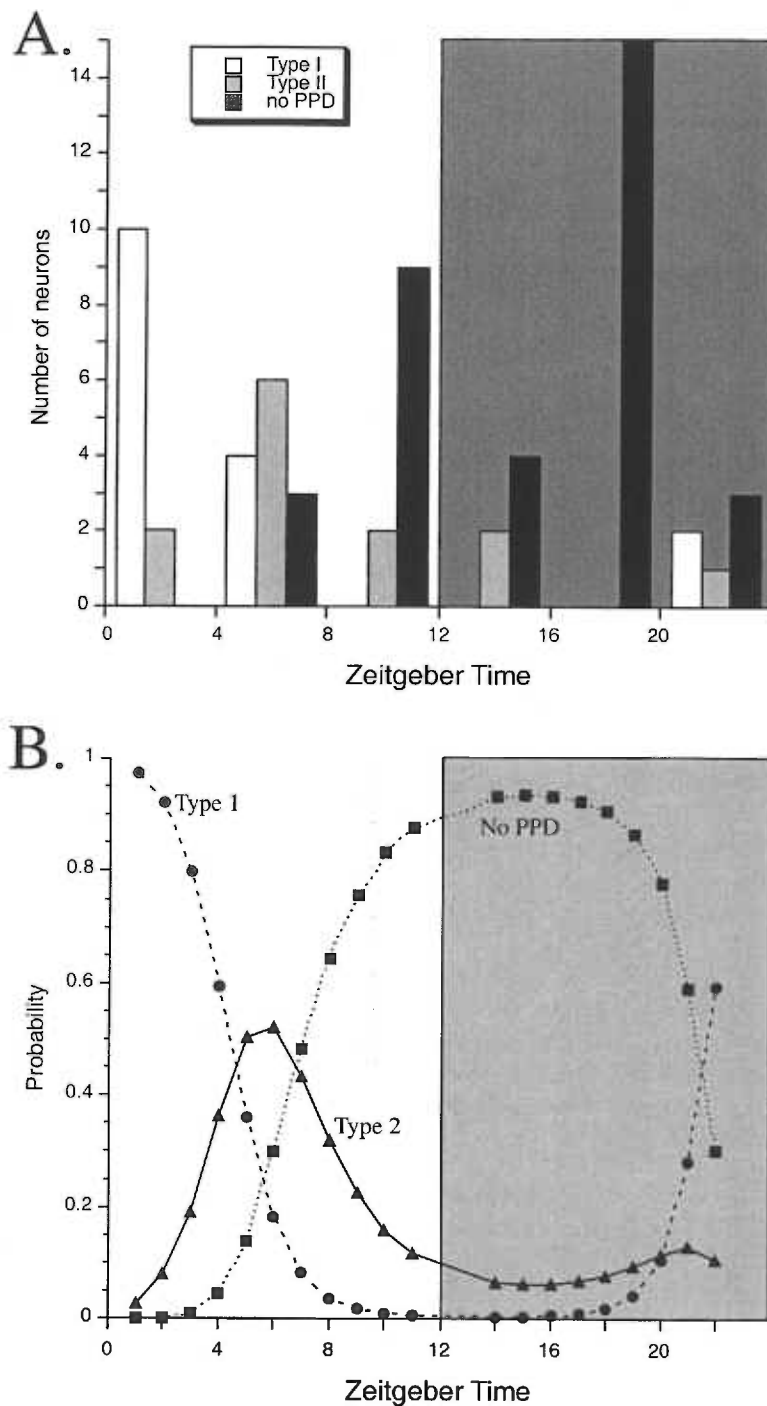 A.
Type I
Type II
no PPD
14
12
10
8
6
4
2
0
Number of neurons
0 4 8 12 16 20
Zeitgeber Time
B.
1
0.8
0.6
0.4
0.2
0
Probability
Type 1
No PPD
Type 2
0 4 8 12 16 20
Zeitgeber Time